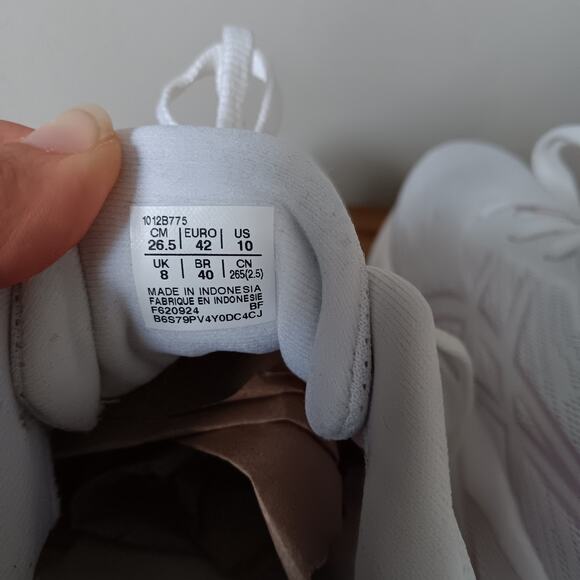 1012B775
CM EURO US
26.5 42 10
UK BR CN
8 40 265(2.5)
MADE IN INDONESIA
FABRIQUE EN INDONESIE
F620924 BF
B6S79PV4Y0DC4CJ